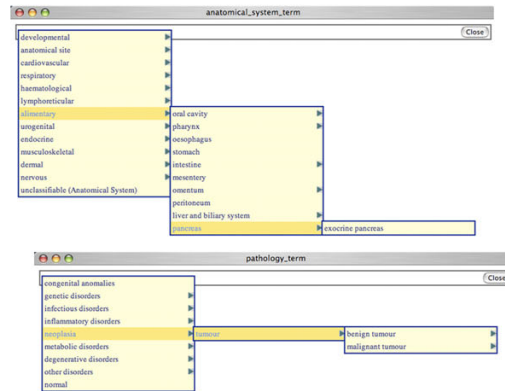 anatomical_system_term
Close
developmental
anatomical site
cardiovascular
respiratory
haematological
lymphoreticular
alimentary
urogenital
endocrine
musculoskeletal
dermal
nervous
unclassifiable (Anatomical System)
oral cavity
pharynx
oesophagus
stomach
intestine
mesentery
omentum
peritoneum
liver and biliary system
pancreas
exocrine pancreas
pathology_term
Close
congenital anomalies
genetic disorders
infectious disorders
inflammatory disorders
neoplasia
metabolic disorders
degenerative disorders
other disorders
normal
tumour
benign tumour
malignant tumour